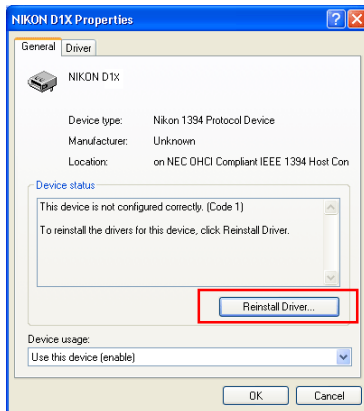 NIKON D1X Properties
General
Driver
NIKON D1X
Device type: Nikon 1394 Protocol Device
Manufacturer: Unknown
Location: on NEC OHCI Compliant IEEE 1394 Host Con
Device status
This device is not configured correctly. (Code 1)
To reinstall the drivers for this device, click Reinstall Driver.
Reinstall Driver...
Device usage:
Use this device (enable)
OK
Cancel